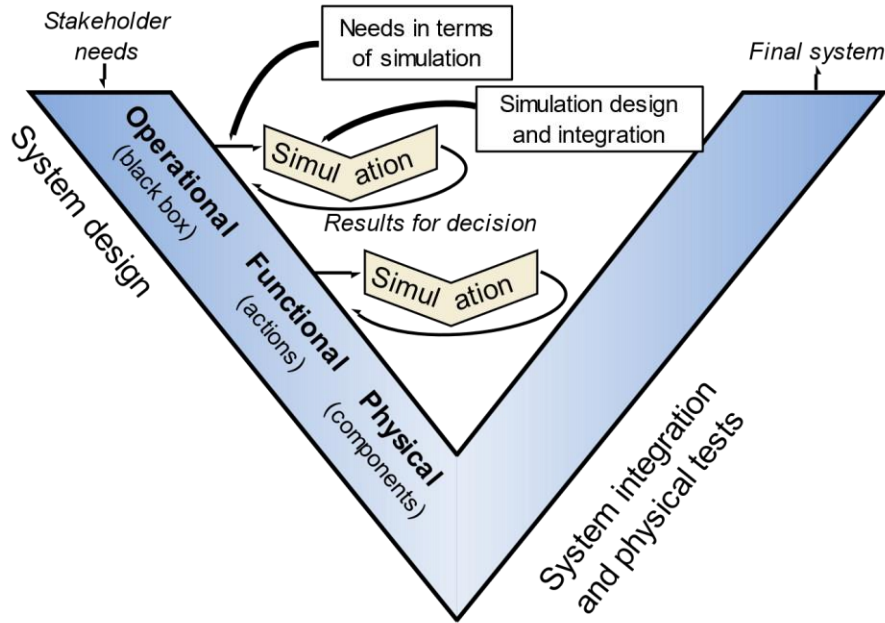 Stakeholder
needs
Needs in terms
of simulation
Final system
Simulation design
and integration
System design
Operational
(black box)
Simul ation
Results for decision
Functional
(actions)
Simul ation
Physical
(components)
System integration
and physical tests